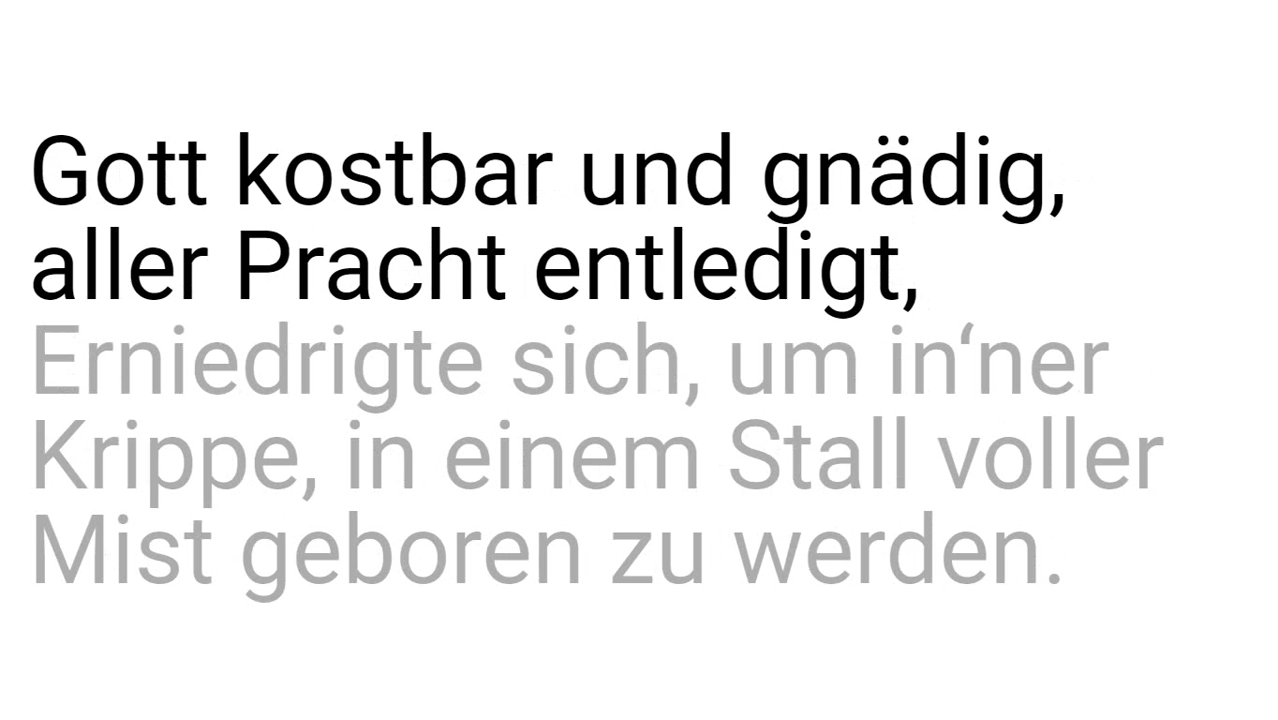 Gott kostbar und gnädig,
aller Pracht entledigt,
Erniedrigte sich, um in‘ner
Krippe, in einem Stall voller
Mist geboren zu werden.